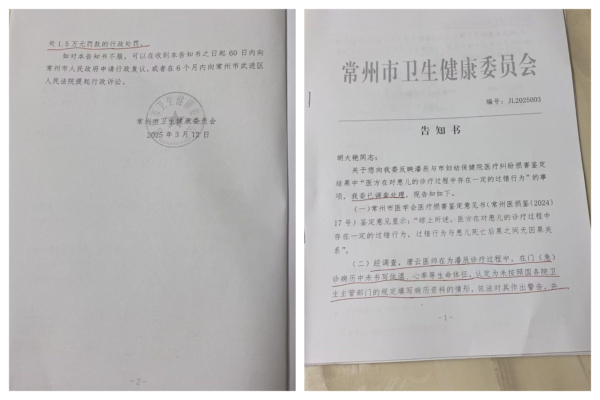 处1.5万元罚款的行政处罚。
如对本告知书不服,可以在收到本告知书之日起60日内向
常州市人民政府申请行政复议,或者在6个月内向常州市武进区
人民法院提起行政诉讼。
常州市卫生健康委员会
2025年3月12日
- 2 -
常州市卫生健康委员会
编号:JL2025003
告知书
胡大艳同志:
关于您向我委反映潘辰与市妇幼保健院医疗纠纷损害鉴定
结果中“医方在对患儿的诊疗过程中存在一定的过错行为”的事
项,我委已调查处理,现告知如下。
(一)常州市医学会医疗损害鉴定意见书(常州医损鉴(2024)
17号)鉴定意见显示:“综上所述,医方在对患儿的诊疗过程中
存在一定的过错行为,过错行为与患儿死亡后果之间无因果关
系”。
(二)经调查,唐云医师在为潘辰诊疗过程中,在门(急)
诊病历中未书写体温、心率等生命体征,认定为未按照国务院卫
生主管部门的规定填写病历资料的情形,依法对其作出警告、并
- 1 -